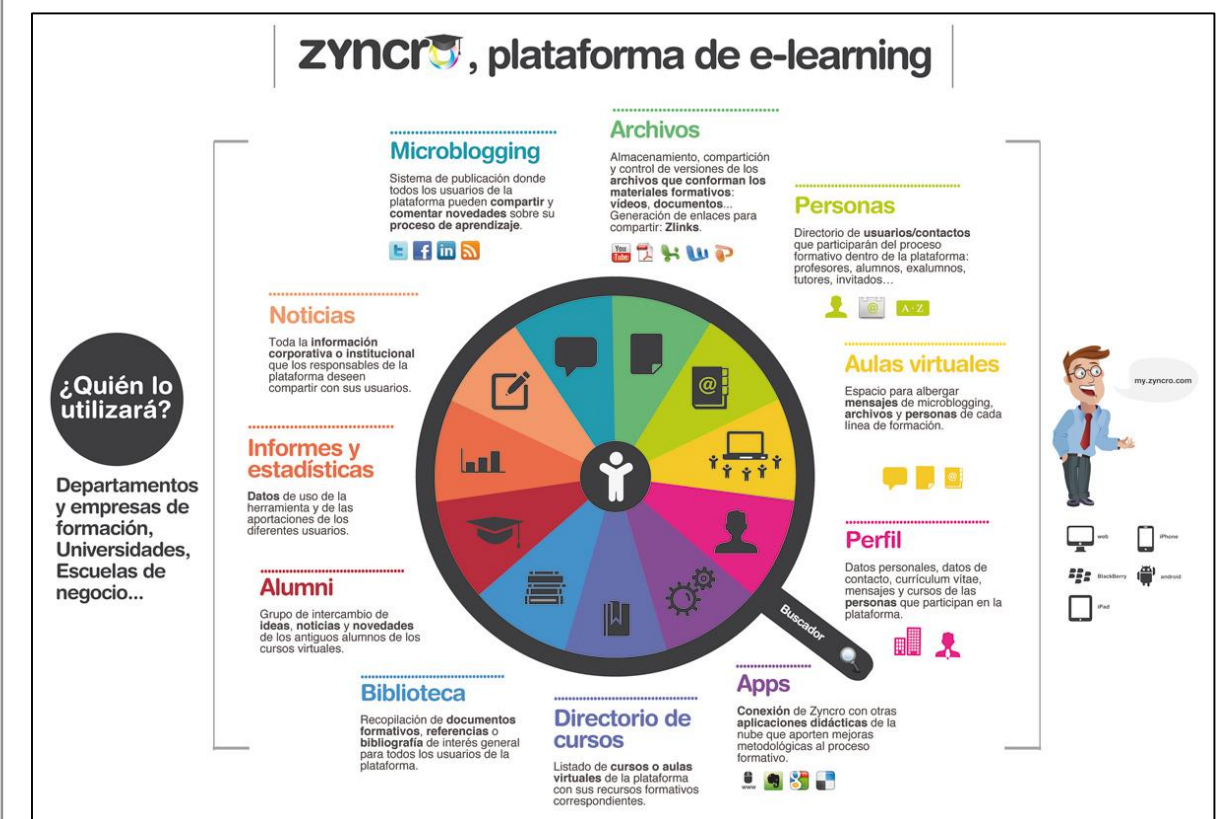 zyncro, plataforma de e-learning
Microblogging
Sistema de publicación donde
todos los usuarios de la
plataforma pueden compartir y
comentar novedades sobre su
proceso de aprendizaje.
Archivos
Almacenamiento, compartición
y control de versiones de los
archivos que conforman los
materiales formativos:
vídeos, documentos...
Generación de enlaces para
compartir: Zlinks.
You
Tube
Personas
Directorio de usuarios/contactos
que participarán del proceso
formativo dentro de la plataforma:
profesores, alumnos, exalumnos,
tutores, invitados...
@
A - Z
Noticias
Toda la información
corporativa o institucional
que los responsables de la
plataforma deseen
compartir con sus usuarios.
Aulas virtuales
Espacio para albergar
mensajes de microblogging,
archivos y personas de cada
línea de formación.
@
¿Quién lo
utilizará?
Departamentos
y empresas de
formación,
Universidades,
Escuelas de
negocio...
Informes y
estadísticas
Datos de uso de la
herramienta y de las
aportaciones de los
diferentes usuarios.
Perfil
Datos personales, datos de
contacto, currículum vitae,
mensajes y cursos de las
personas que participan en la
plataforma.
Alumni
Grupo de intercambio de
ideas, noticias y novedades
de los antiguos alumnos de los
cursos virtuales.
@
Buscador
Biblioteca
Recopilación de documentos
formativos, referencias o
bibliografía de interés general
para todos los usuarios de la
plataforma.
Directorio de
cursos
Listado de cursos o aulas
virtuales de la plataforma
con sus recursos formativos
correspondientes.
Apps
Conexión de Zyncro con otras
aplicaciones didácticas de la
nube que aporten mejoras
metodológicas al proceso
formativo.
www
my.zyncro.com
web
iPhone
BlackBerry
android
iPad